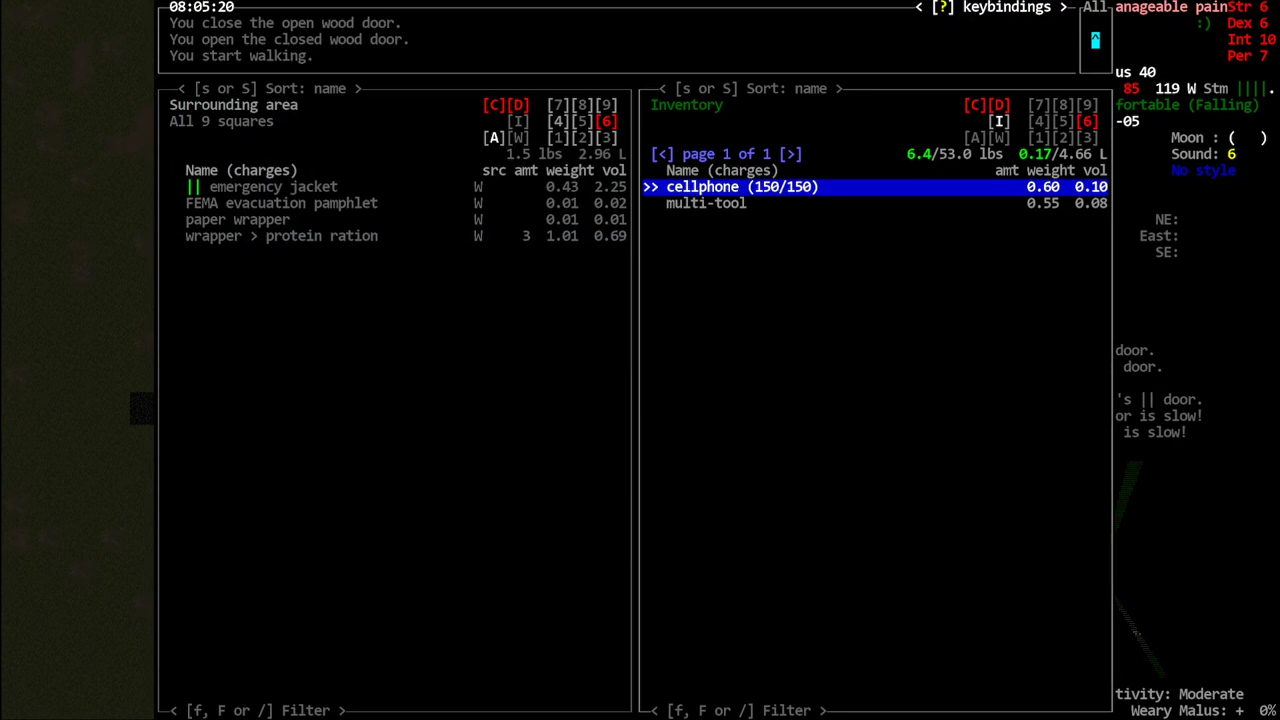 08:05:20
< [?] keybindings >
All
anageable pain
Str 6
You close the open wood door.
:)
Dex 6
You open the closed wood door.
^
Int 10
You start walking.
Per 7
us 40
< [s or S] Sort: name >
< [s or S] Sort: name >
85 119 W Stm ||||.
Surrounding area
[C][D] [7][8][9]
Inventory
[C][D] [7][8][9]
fortable (Falling)
All 9 squares
[I] [4][5][6]
[I] [4][5][6]
-05
[A][W] [1][2][3]
[A][W] [1][2][3]
Moon : ( )
1.5 lbs 2.96 L
[<] page 1 of 1 [>]
6.4/53.0 lbs 0.17/4.66 L
Sound: 6
Name (charges) src amt weight vol
Name (charges) amt weight vol
No style
|| emergency jacket W 0.43 2.25
>> cellphone (150/150) 0.60 0.10
FEMA evacuation pamphlet W 0.01 0.02
multi-tool 0.55 0.08
paper wrapper W 0.01 0.01
NE:
wrapper > protein ration W 3 1.01 0.69
East:
SE:
door.
door.
's || door.
or is slow!
is slow!
tivity: Moderate
< [f, F or /] Filter >
< [f, F or /] Filter >
Weary Malus: + 0%